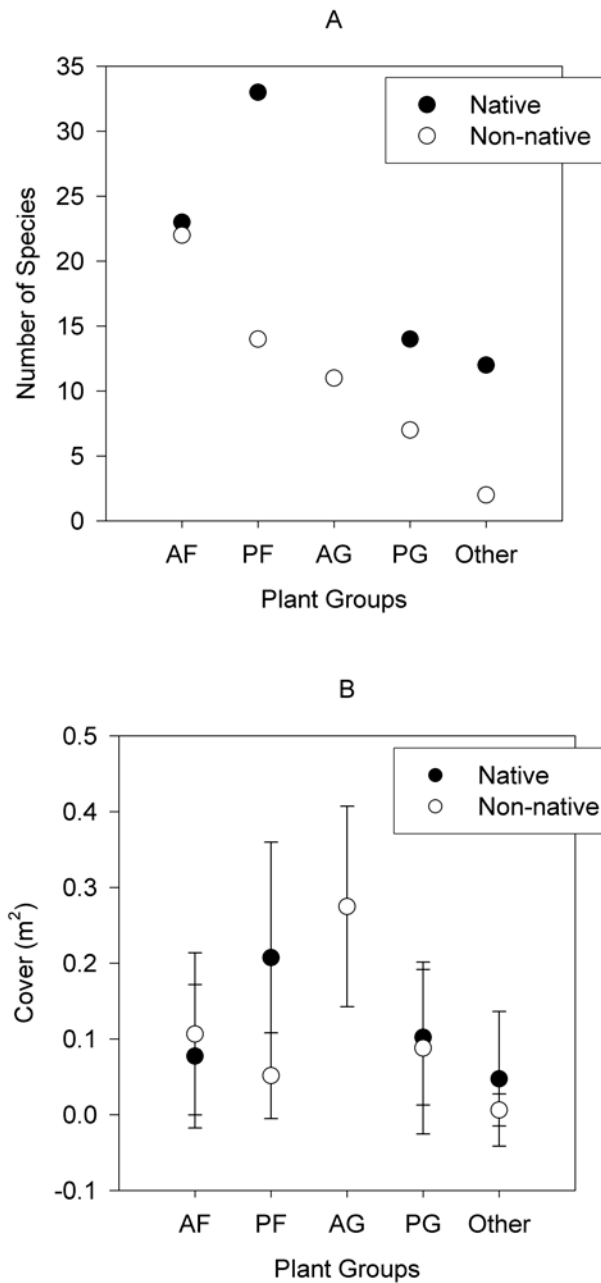 A
35
30
25
20
15
10
5
0
Number of Species
Native
Non-native
AF PF AG PG Other
Plant Groups
B
0.5
0.4
0.3
0.2
0.1
0.0
-0.1
Cover (m²)
Native
Non-native
AF PF AG PG Other
Plant Groups